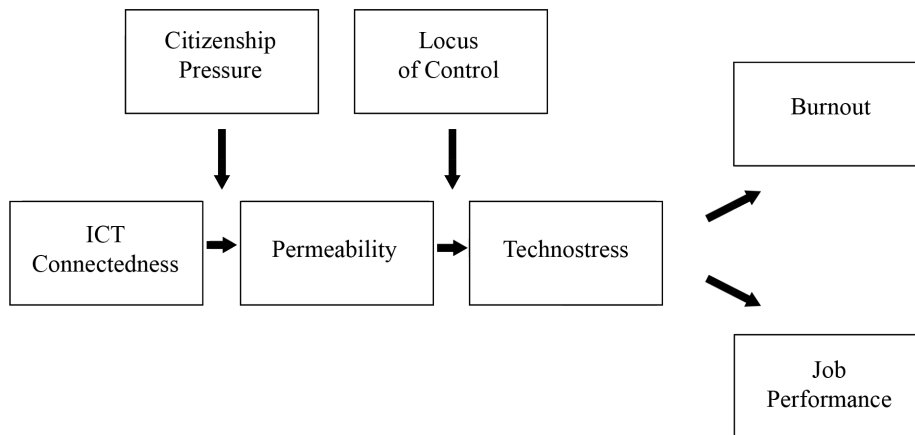 Citizenship
Pressure
Locus
of Control
Burnout
ICT
Connectedness
Permeability
Technostress
Job
Performance